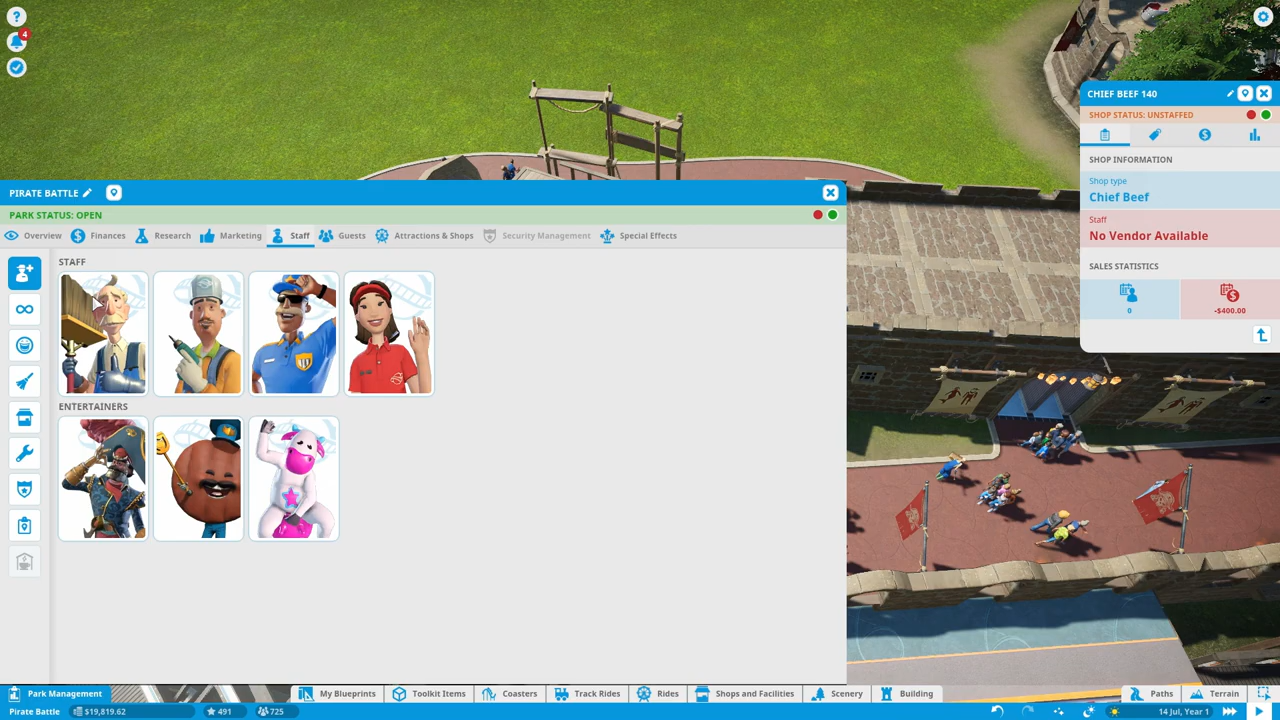 ?
4
CHIEF BEEF 140
SHOP STATUS: UNSTAFFED
SHOP INFORMATION
Shop type
Chief Beef
Staff
No Vendor Available
SALES STATISTICS
0
-$400.00
PIRATE BATTLE
PARK STATUS: OPEN
Overview
Finances
Research
Marketing
Staff
Guests
Attractions & Shops
Security Management
Special Effects
STAFF
ENTERTAINERS
Park Management
My Blueprints
Toolkit Items
Coasters
Track Rides
Rides
Shops and Facilities
Scenery
Building
Paths
Terrain
Pirate Battle
$19,819.62
491
725
14 Jul, Year 1